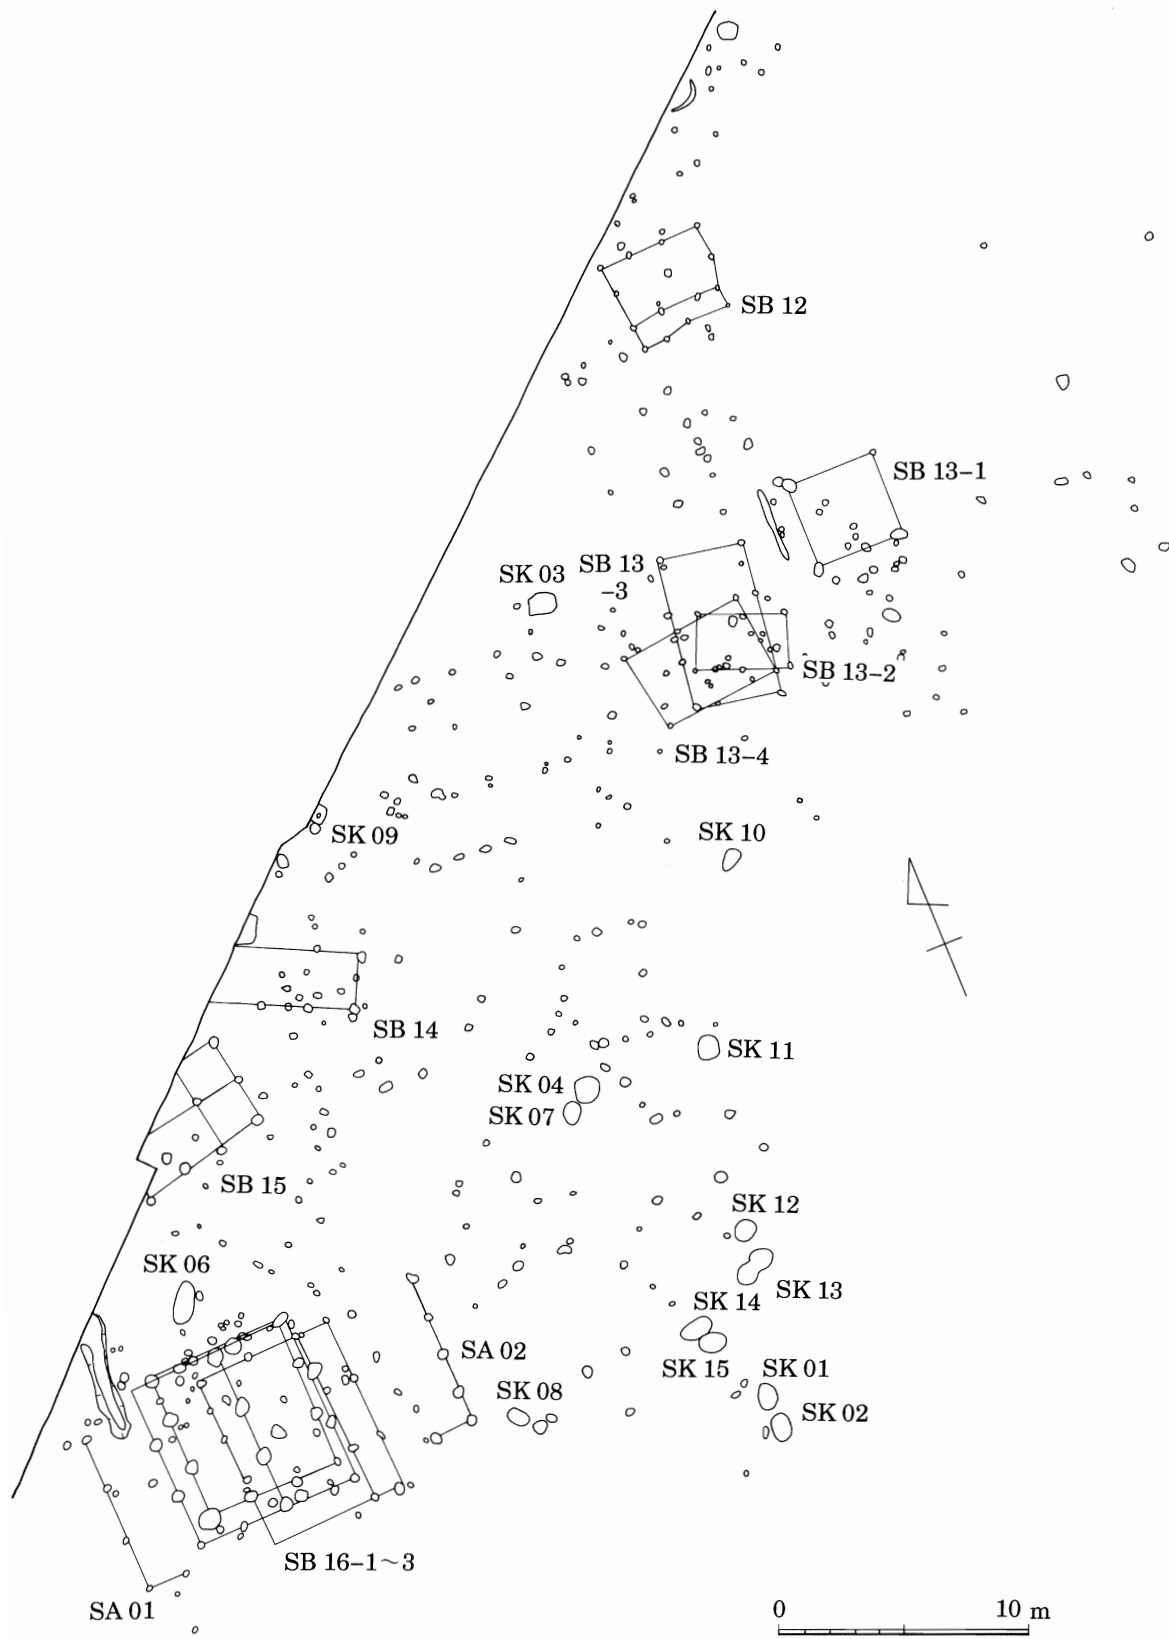 SB 12
SB 13-1
SB 13
-3
SK 03
SB 13-2
SB 13-4
SK 09
SK 10
SB 14
SK 11
SK 04
SK 07
SB 15
SK 12
SK 06
SK 13
SK 14
SA 02
SK 15
SK 01
SK 08
SK 02
SB 16-1~3
SA 01
0
10 m